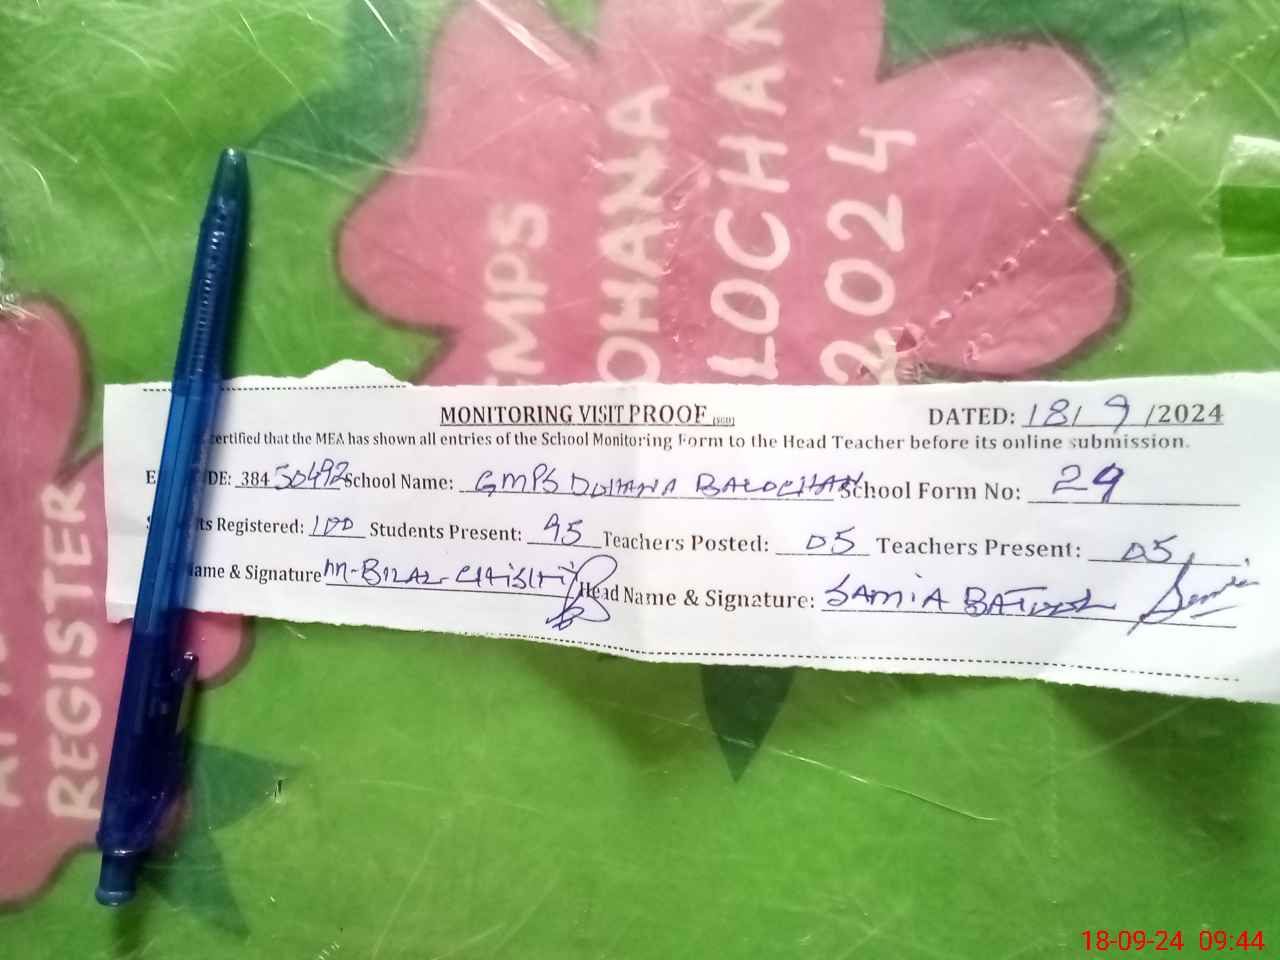 EMPS
OHANA
LOCHAN
2024
REGISTER
MONITORING VISIT PROOF (SED) DATED: 18/9/2024
certified that the MEA has shown all entries of the School Monitoring Form to the Head Teacher before its online submission.
E DE: 384 50492 School Name: GMPS DOHANA BALOCHAN School Form No: 29
ts Registered: 100 Students Present: 95 Teachers Posted: 05 Teachers Present: 05
ame & Signature M-BILAL CHISHTI Head Name & Signature: SAMIA BATOOL
18-09-24 09:44